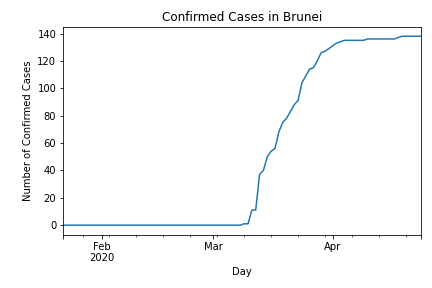 Confirmed Cases in Brunei
Number of Confirmed Cases
140
120
100
80
60
40
20
0
Feb
2020
Mar
Apr
Day